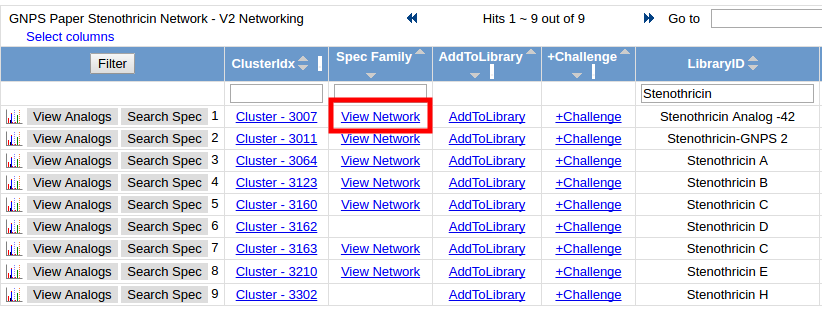 GNPS Paper Stenothricin Network - V2 Networking Hits 1 ~ 9 out of 9 Go to
Select columns
Filter ClusterIdx Spec Family AddToLibrary +Challenge LibraryID
Stenothricin
View Analogs Search Spec 1 Cluster - 3007 View Network AddToLibrary +Challenge Stenothricin Analog -42
View Analogs Search Spec 2 Cluster - 3011 View Network AddToLibrary +Challenge Stenothricin-GNPS 2
View Analogs Search Spec 3 Cluster - 3064 View Network AddToLibrary +Challenge Stenothricin A
View Analogs Search Spec 4 Cluster - 3123 View Network AddToLibrary +Challenge Stenothricin B
View Analogs Search Spec 5 Cluster - 3160 View Network AddToLibrary +Challenge Stenothricin C
View Analogs Search Spec 6 Cluster - 3162 AddToLibrary +Challenge Stenothricin D
View Analogs Search Spec 7 Cluster - 3163 View Network AddToLibrary +Challenge Stenothricin C
View Analogs Search Spec 8 Cluster - 3210 View Network AddToLibrary +Challenge Stenothricin E
View Analogs Search Spec 9 Cluster - 3302 AddToLibrary +Challenge Stenothricin H